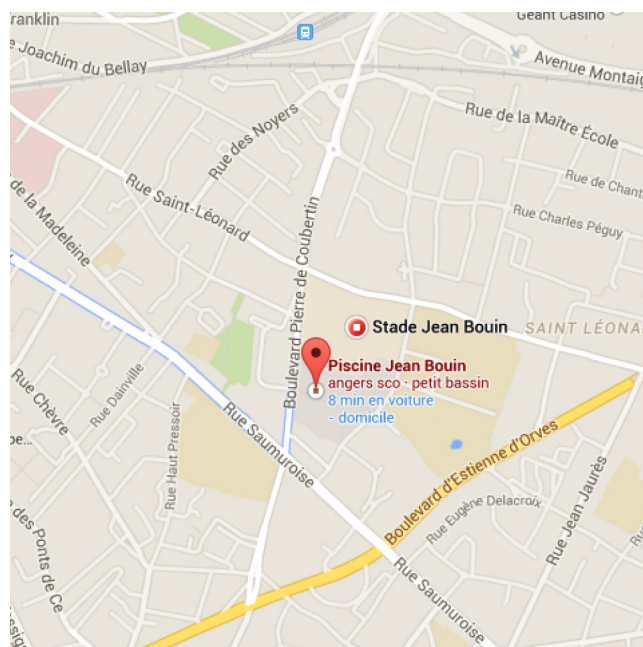 Franklin
Géant Casino
Joachim du Bellay
Avenue Montaig
Rue de la Maître École
Rue des Noyers
Rue de Chant
Rue Saint-Léonard
Rue Charles Péguy
de la Madeleine
Boulevard Pierre de Coubertin
Stade Jean Bouin
SAINT LÉONA
Piscine Jean Bouin
angers sco · petit bassin
8 min en voiture
- domicile
Rue Dainville
Rue Chèvre
Rue Haut Pressoir
Rue Saumuroise
be...
Boulevard d'Estienne d'Orves
Rue Eugène Delacroix
Rue Jean Jaurès
e des Ponts de Ce
Rue Saumuroise